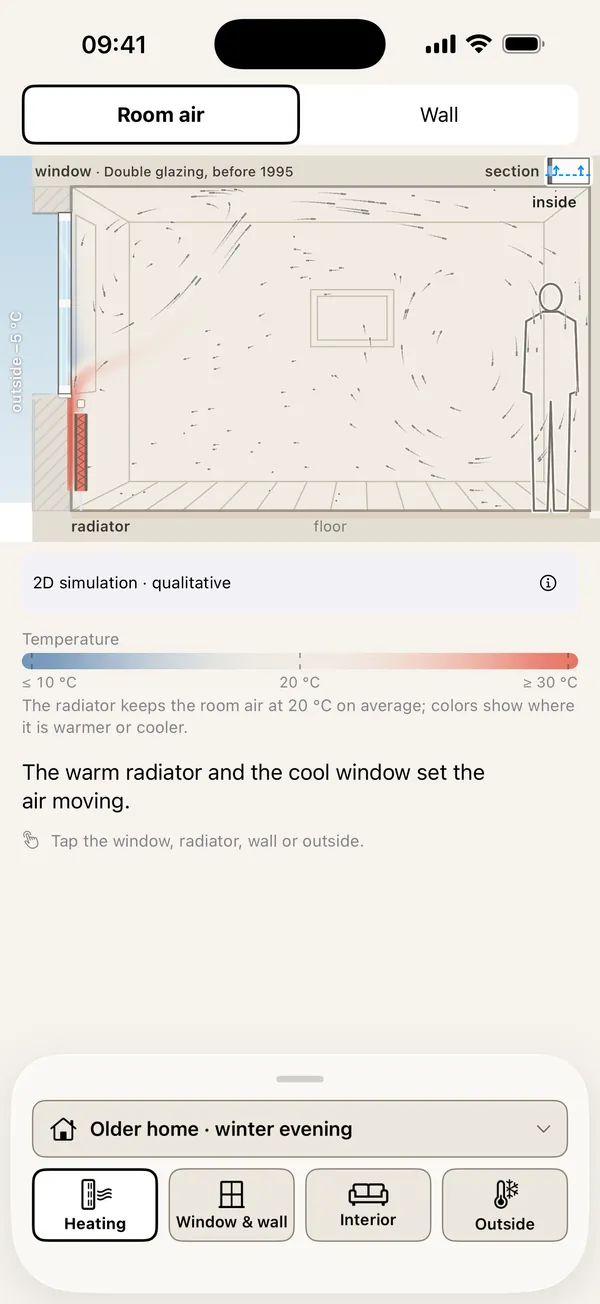 09:41
Room air
Wall
window · Double glazing, before 1995
section
inside
outside −5 °C
radiator
floor
2D simulation · qualitative
Temperature
≤ 10 °C
20 °C
≥ 30 °C
The radiator keeps the room air at 20 °C on average; colors show where
it is warmer or cooler.
The warm radiator and the cool window set the
air moving.
Tap the window, radiator, wall or outside.
Older home · winter evening
Heating
Window & wall
Interior
Outside